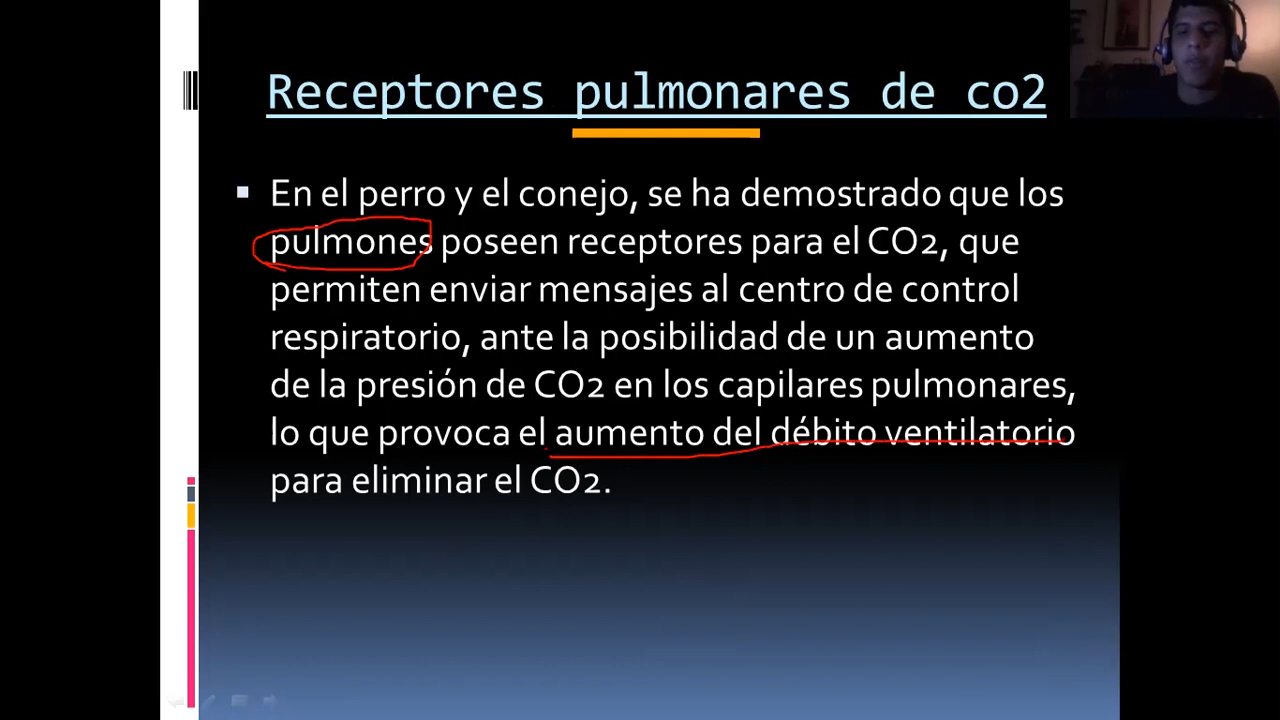 Receptores pulmonares de co2
En el perro y el conejo, se ha demostrado que los
pulmones poseen receptores para el CO2, que
permiten enviar mensajes al centro de control
respiratorio, ante la posibilidad de un aumento
de la presión de CO2 en los capilares pulmonares,
lo que provoca el aumento del débito ventilatorio
para eliminar el CO2.